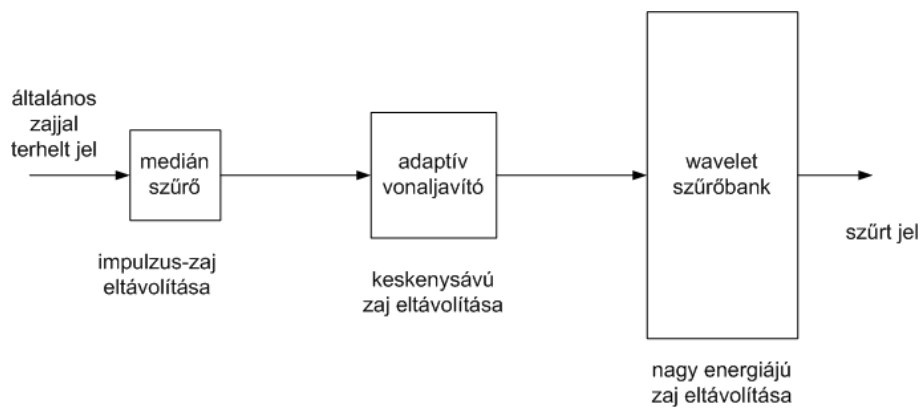 általános
zajjal
terhelt jel
medián
szűrő
impulzus-zaj
eltávolítása
adaptív
vonaljavító
keskenysávú
zaj eltávolítása
wavelet
szűrőbank
nagy energiájú
zaj eltávolítása
szűrt jel